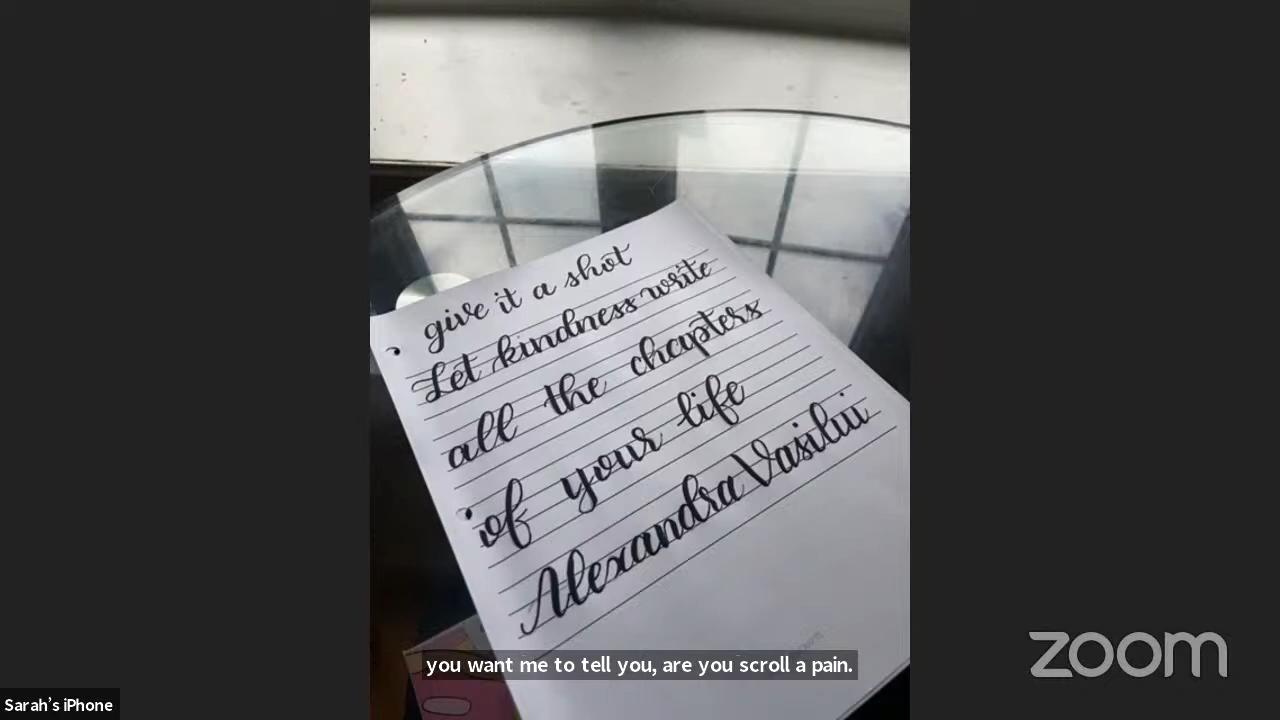 give it a shot
Let kindness write
all the chapters
of your life
Alexandra Vasiliu
you want me to tell you, are you scroll a pain.
zoom
Sarah's iPhone